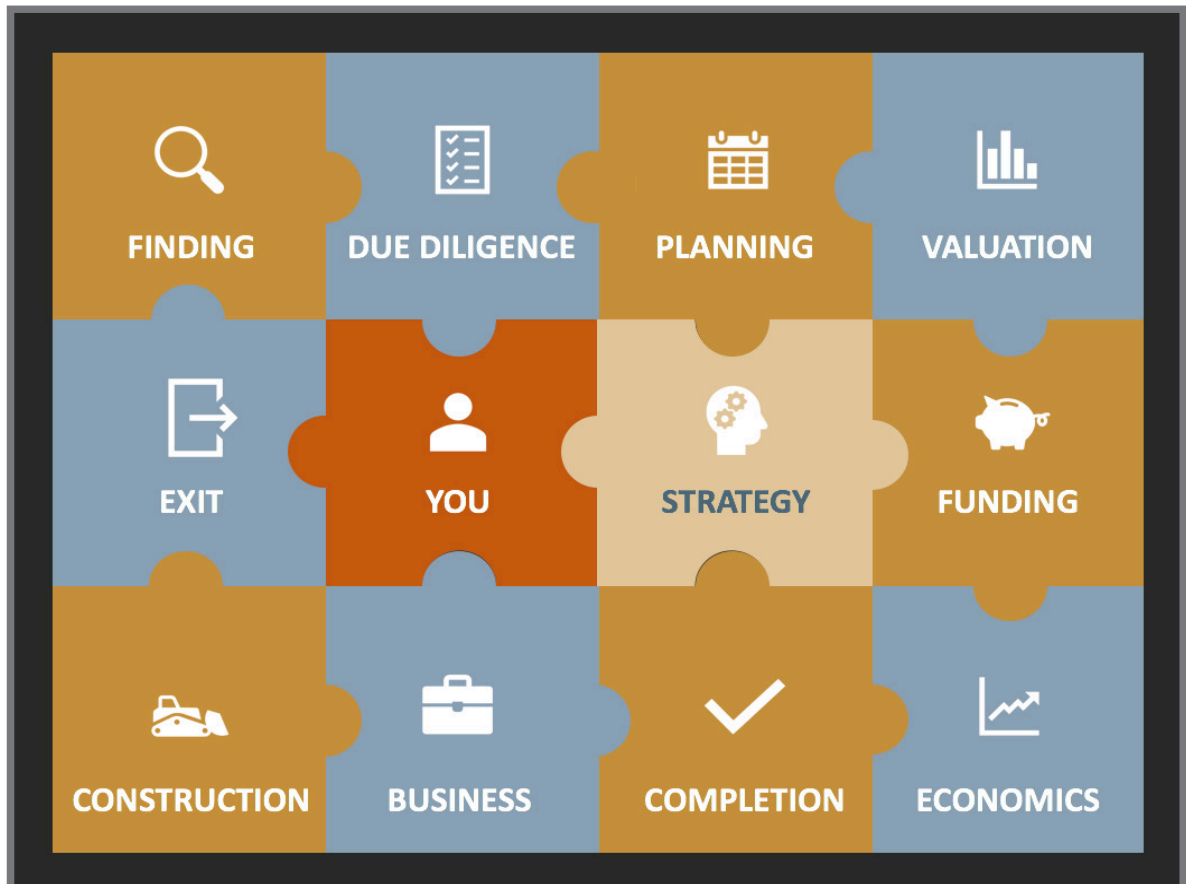 FINDING
DUE DILIGENCE
PLANNING
VALUATION
EXIT
YOU
STRATEGY
FUNDING
CONSTRUCTION
BUSINESS
COMPLETION
ECONOMICS